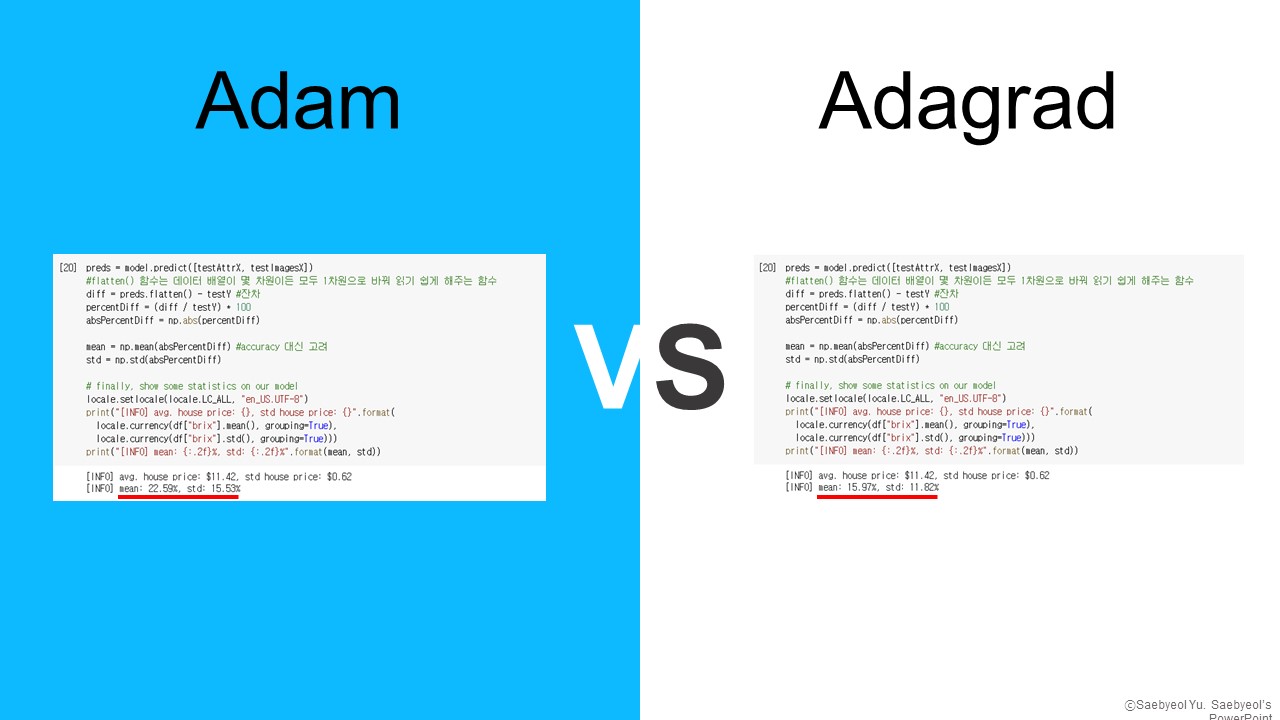 Adam
Adagrad
VS
[20] preds = model.predict([testAttrX, testImagesX])
#flatten() 함수는 데이터 배열이 몇 차원이든 모두 1차원으로 바꿔 읽기 쉽게 해주는 함수
diff = preds.flatten() - testY #잔차
percentDiff = (diff / testY) * 100
absPercentDiff = np.abs(percentDiff)
mean = np.mean(absPercentDiff) #accuracy 대신 고려
std = np.std(absPercentDiff)
# finally, show some statistics on our model
locale.setlocale(locale.LC_ALL, "en_US.UTF-8")
print("[INFO] avg. house price: {}, std house price: {}".format(
locale.currency(df["brix"].mean(), grouping=True),
locale.currency(df["brix"].std(), grouping=True)))
print("[INFO] mean: {:.2f}%, std: {:.2f}%".format(mean, std))
[INFO] avg. house price: $11.42, std house price: $0.62
[INFO] mean: 22.59%, std: 15.53%
[20] preds = model.predict([testAttrX, testImagesX])
#flatten() 함수는 데이터 배열이 몇 차원이든 모두 1차원으로 바꿔 읽기 쉽게 해주는 함수
diff = preds.flatten() - testY #잔차
percentDiff = (diff / testY) * 100
absPercentDiff = np.abs(percentDiff)
mean = np.mean(absPercentDiff) #accuracy 대신 고려
std = np.std(absPercentDiff)
# finally, show some statistics on our model
locale.setlocale(locale.LC_ALL, "en_US.UTF-8")
print("[INFO] avg. house price: {}, std house price: {}".format(
locale.currency(df["brix"].mean(), grouping=True),
locale.currency(df["brix"].std(), grouping=True)))
print("[INFO] mean: {:.2f}%, std: {:.2f}%".format(mean, std))
[INFO] avg. house price: $11.42, std house price: $0.62
[INFO] mean: 15.97%, std: 11.82%
ⓒSaebyeol Yu. Saebyeol's
PowerPoint